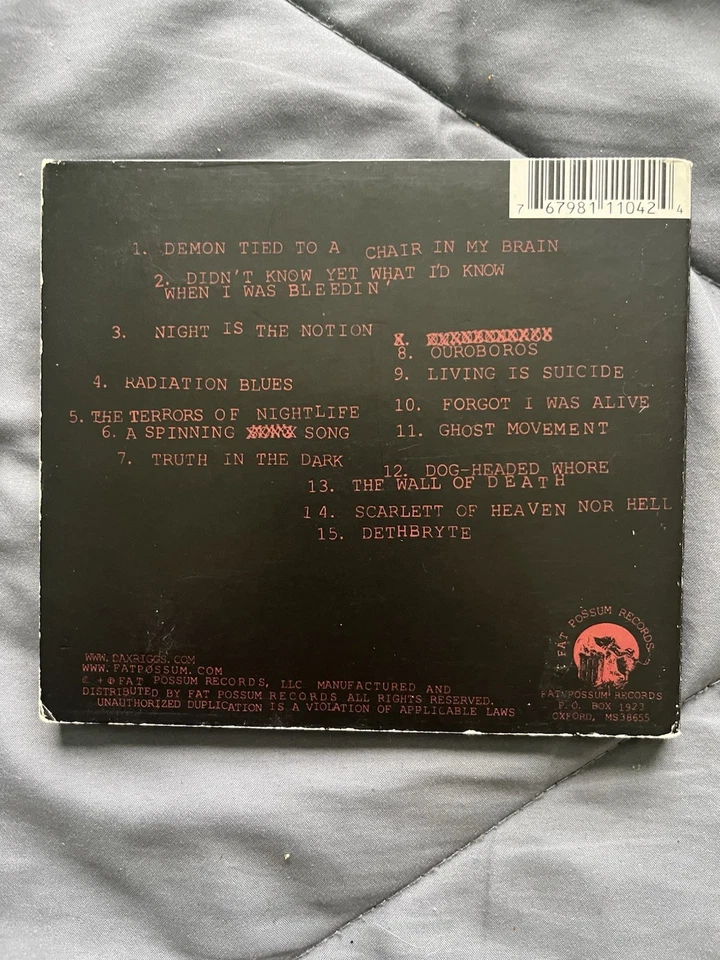 7 67981 11042 4
1. DEMON TIED TO A CHAIR IN MY BRAIN
2. DIDN'T KNOW YET WHAT I'D KNOW
WHEN I WAS BLEEDIN'
3. NIGHT IS THE NOTION
4. RADIATION BLUES
5. THE TERRORS OF NIGHTLIFE
6. A SPINNING SONG
7. TRUTH IN THE DARK
8. OUROBOROS
9. LIVING IS SUICIDE
10. FORGOT I WAS ALIVE
11. GHOST MOVEMENT
12. DOG-HEADED WHORE
13. THE WALL OF DEATH
14. SCARLETT OF HEAVEN NOR HELL
15. DETHBRYTE
WWW.DAXRIGGS.COM
WWW.FATPOSSUM.COM
© + ℗ FAT POSSUM RECORDS, LLC MANUFACTURED AND
DISTRIBUTED BY FAT POSSUM RECORDS ALL RIGHTS RESERVED.
UNAUTHORIZED DUPLICATION IS A VIOLATION OF APPLICABLE LAWS
FAT POSSUM RECORDS
FAT POSSUM RECORDS
P.O. BOX 1923
OXFORD, MS38655